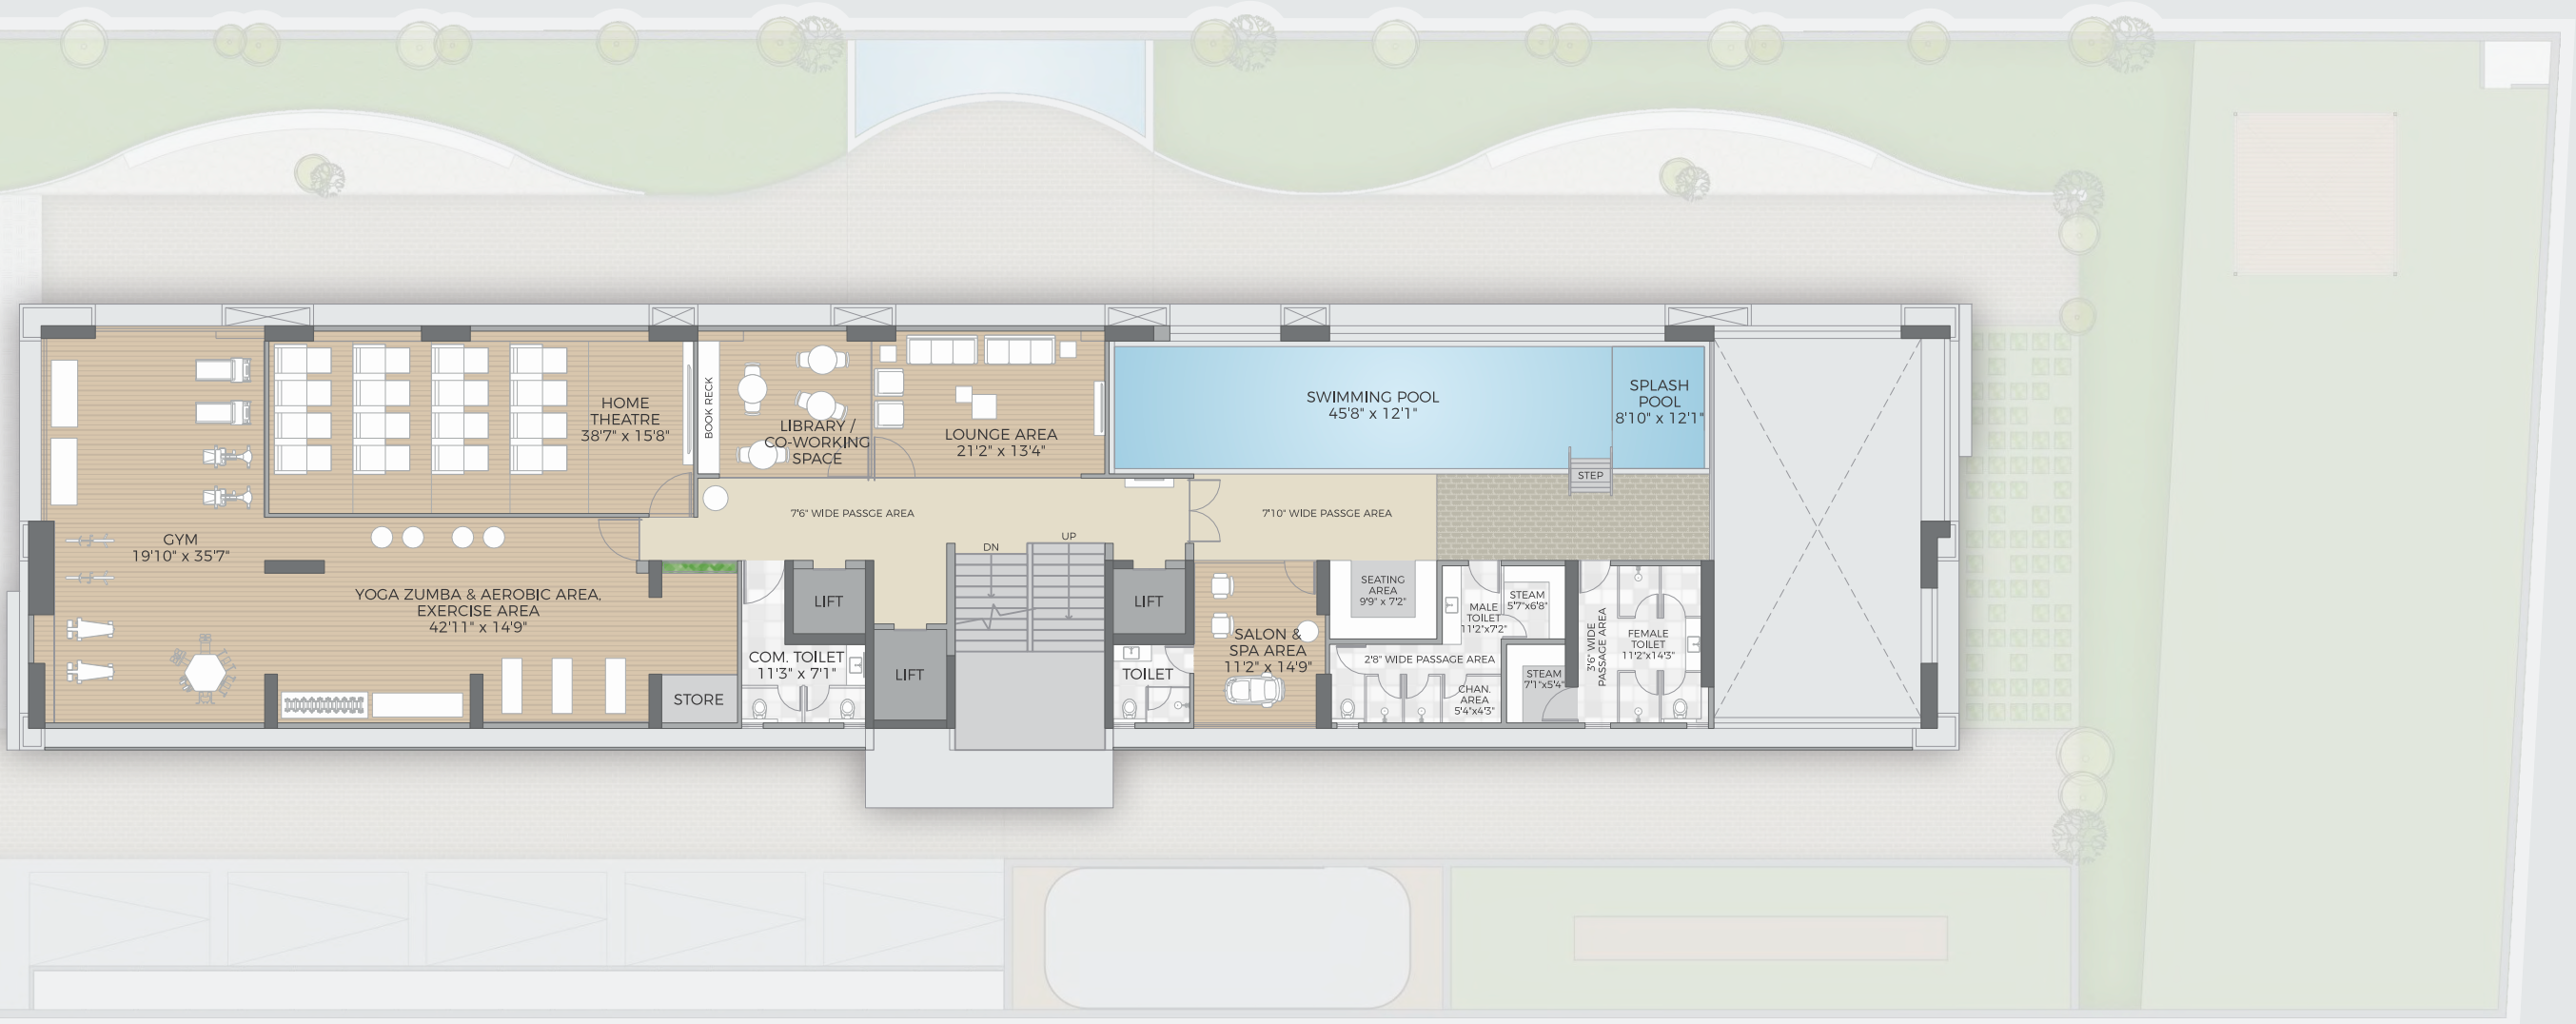 HOME
THEATRE
38'7" x 15'8"
BOOK RECK
LIBRARY /
CO-WORKING
SPACE
LOUNGE AREA
21'2" x 13'4"
SWIMMING POOL
45'8" x 12'1"
SPLASH
POOL
8'10" x 12'1"
STEP
GYM
19'10" x 35'7"
7'6" WIDE PASSGE AREA
7'10" WIDE PASSGE AREA
DN
UP
YOGA ZUMBA & AEROBIC AREA,
EXERCISE AREA
42'11" x 14'9"
LIFT
LIFT
LIFT
STORE
COM. TOILET
11'3" x 7'1"
TOILET
SALON &
SPA AREA
11'2" x 14'9"
SEATING
AREA
9'9" x 7'2"
MALE
TOILET
11'2"x7'2"
STEAM
5'7"x6'8"
2'8" WIDE PASSAGE AREA
CHAN.
AREA
5'4"x4'3"
STEAM
7'1"x5'4"
3'6" WIDE
PASSAGE AREA
FEMALE
TOILET
11'2"x14'3"